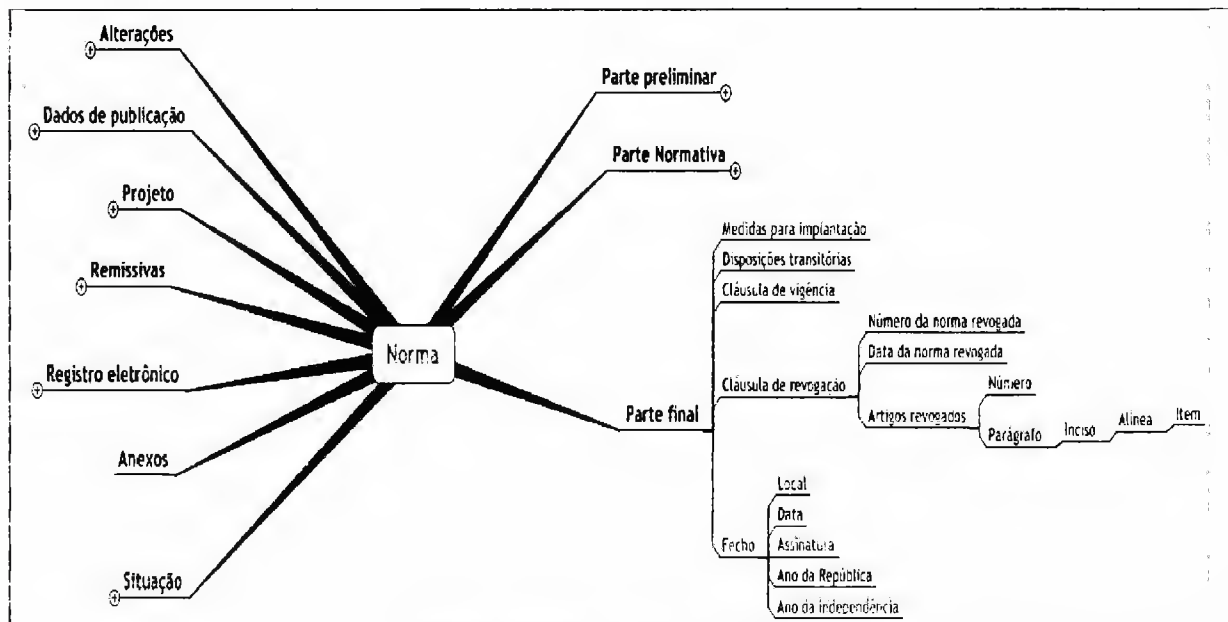 Alterações
Dados de publicação
Projeto
Remissivas
Registro eletrônico
Anexos
Situação
Norma
Parte preliminar
Parte Normativa
Parte final
Medidas para implantação
Disposições transitórias
Cláusula de vigência
Cláusula de revogação
Número da norma revogada
Data da norma revogada
Artigos revogados
Número
Parágrafo
Inciso
Alinea
Item
Fecho
Local
Data
Assinatura
Ano da República
Ano da independência